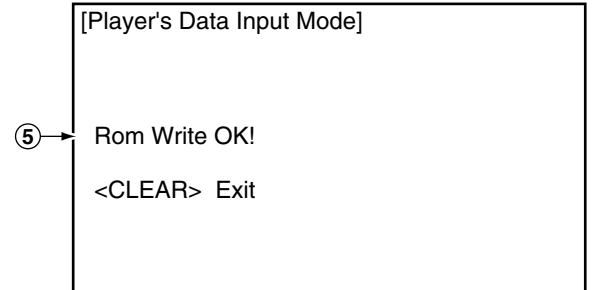 [Player's Data Input Mode]
⑤ Rom Write OK!
<CLEAR> Exit